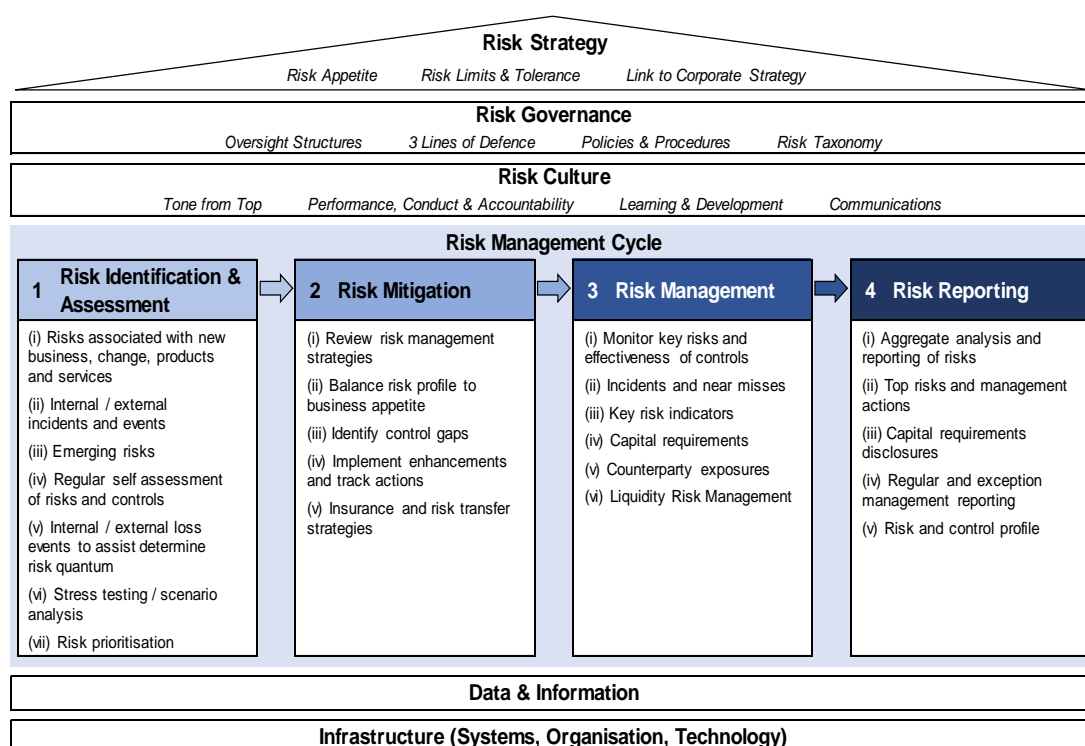 Risk Strategy
Risk Appetite Risk Limits & Tolerance Link to Corporate Strategy
Risk Governance
Oversight Structures 3 Lines of Defence Policies & Procedures Risk Taxonomy
Risk Culture
Tone from Top Performance, Conduct & Accountability Learning & Development Communications
Risk Management Cycle
1 Risk Identification &
Assessment
(i) Risks associated with new
business, change, products
and services
(ii) Internal / external
incidents and events
(iii) Emerging risks
(iv) Regular self assessment
of risks and controls
(v) Internal / external loss
events to assist determine
risk quantum
(vi) Stress testing / scenario
analysis
(vii) Risk prioritisation
2 Risk Mitigation
(i) Review risk management
strategies
(ii) Balance risk profile to
business appetite
(iii) Identify control gaps
(iv) Implement enhancements
and track actions
(v) Insurance and risk transfer
strategies
3 Risk Management
(i) Monitor key risks and
effectiveness of controls
(ii) Incidents and near misses
(iii) Key risk indicators
(iv) Capital requirements
(v) Counterparty exposures
(vi) Liquidity Risk Management
4 Risk Reporting
(i) Aggregate analysis and
reporting of risks
(ii) Top risks and management
actions
(iii) Capital requirements
disclosures
(iv) Regular and exception
management reporting
(v) Risk and control profile
Data & Information
Infrastructure (Systems, Organisation, Technology)